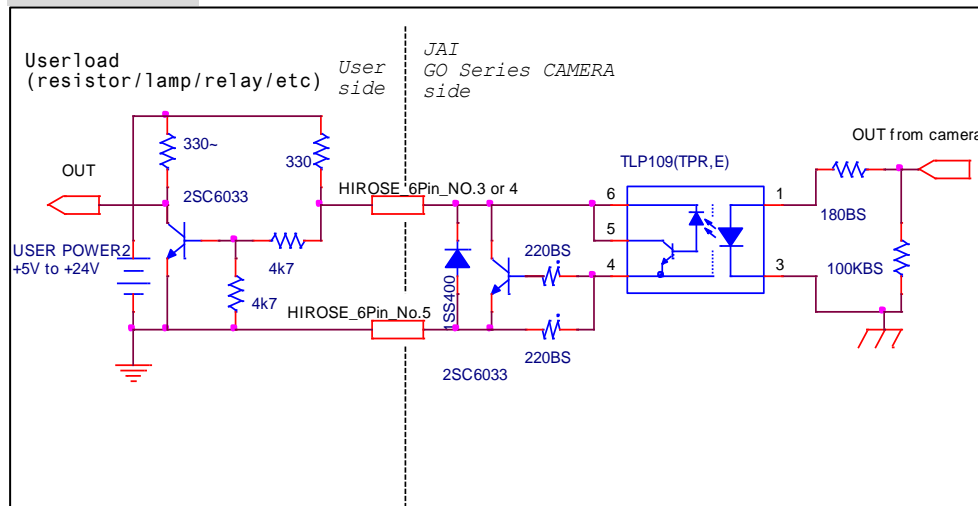 Userload
(resistor/lamp/relay/etc)
User
side
JAI
GO Series CAMERA
side
330~
330
OUT
2SC6033
HIROSE_6Pin_NO.3 or 4
TLP109(TPR,E)
OUT from camera
6
1
180BS
5
USER POWER2
+5V to +24V
4k7
4k7
1SS400
220BS
4
3
100KBS
HIROSE_6Pin_No.5
220BS
2SC6033